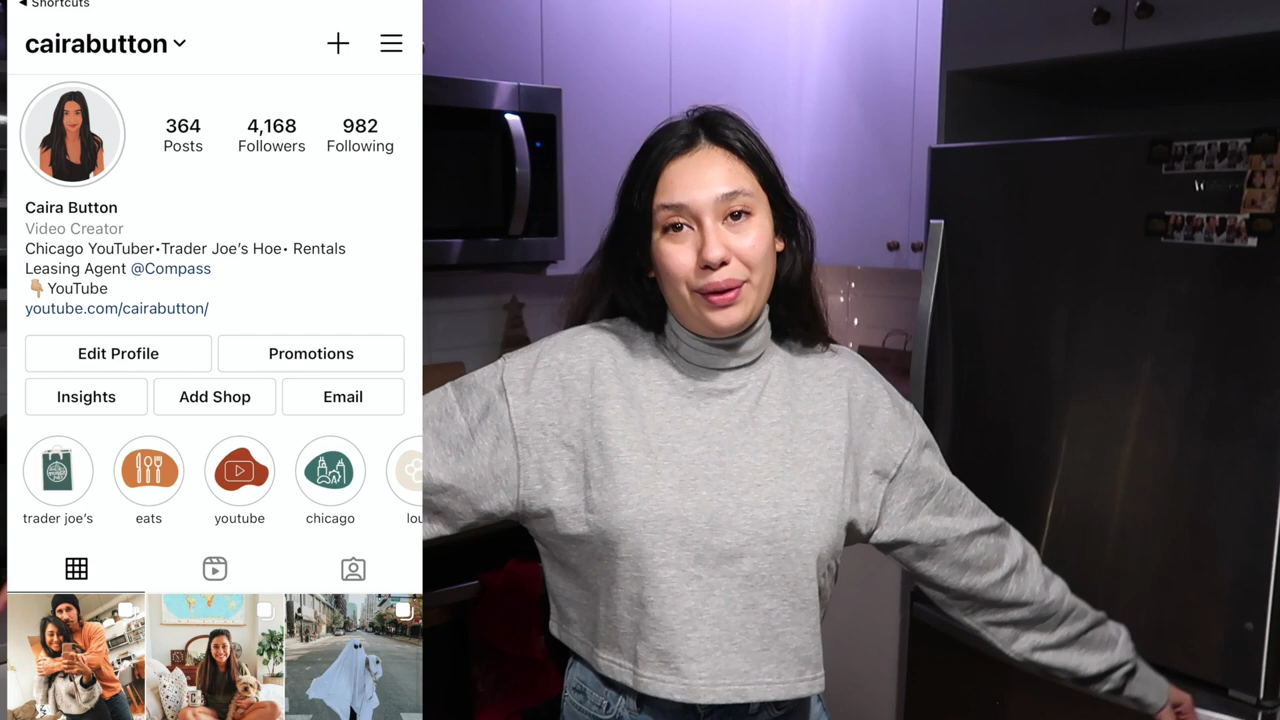 Shortcuts
cairabutton
364
4,168
982
Posts
Followers
Following
Caira Button
Video Creator
Chicago YouTuber•Trader Joe's Hoe• Rentals
Leasing Agent @Compass
YouTube
youtube.com/cairabutton/
Edit Profile
Promotions
Insights
Add Shop
Email
trader joe's
eats
youtube
chicago
lou